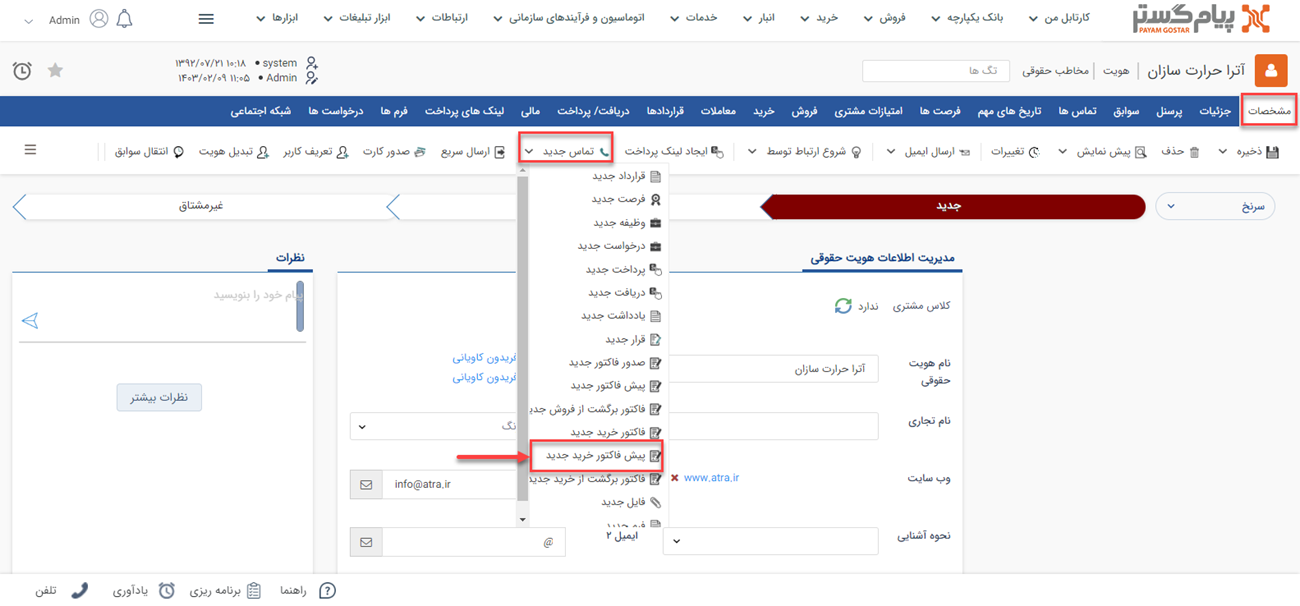 پیام گستر
PAYAM GOSTAR
کارتابل من
بانک یکپارچه
فروش
خرید
انبار
خدمات
اتوماسیون و فرآیندهای سازمانی
ارتباطات
ابزار تبلیغات
ابزارها
Admin
آترا حرارت سازان
هویت
مخاطب حقوقی
تگ ها
system • ۱۳۹۲/۰۷/۲۱ ۱۰:۱۸
Admin • ۱۴۰۳/۰۲/۰۹ ۱۱:۰۵
مشخصات
جزئیات
پرسنل
سوابق
تماس ها
تاریخ های مهم
فرصت ها
امتیازات مشتری
فروش
خرید
معاملات
قراردادها
دریافت/ پرداخت
مالی
لینک های پرداخت
فرم ها
درخواست ها
شبکه اجتماعی
ذخیره
حذف
پیش نمایش
تغییرات
ارسال ایمیل
شروع ارتباط توسط
ایجاد لینک پرداخت
تماس جدید
ارسال سریع
صدور کارت
تعریف کاربر
تبدیل هویت
انتقال سوابق
سرنخ
جدید
غیرمشتاق
قرارداد جدید
فرصت جدید
وظیفه جدید
درخواست جدید
پرداخت جدید
دریافت جدید
یادداشت جدید
قرار جدید
صدور فاکتور جدید
پیش فاکتور جدید
فاکتور برگشت از فروش جدید
فاکتور خرید جدید
پیش فاکتور خرید جدید
فاکتور برگشت از خرید جدید
فایل جدید
فرم جدید
مدیریت اطلاعات هویت حقوقی
کلاس مشتری
ندارد
نام هویت
حقوقی
آترا حرارت سازان
نام تجاری
وب سایت
www.atra.ir
نحوه آشنایی
فریدون کاویانی
فریدون کاویانی
نگ
info@atra.ir
ایمیل ۲
@
نظرات
پیام خود را بنویسید
نظرات بیشتر
راهنما
برنامه ریزی
یادآوری
تلفن